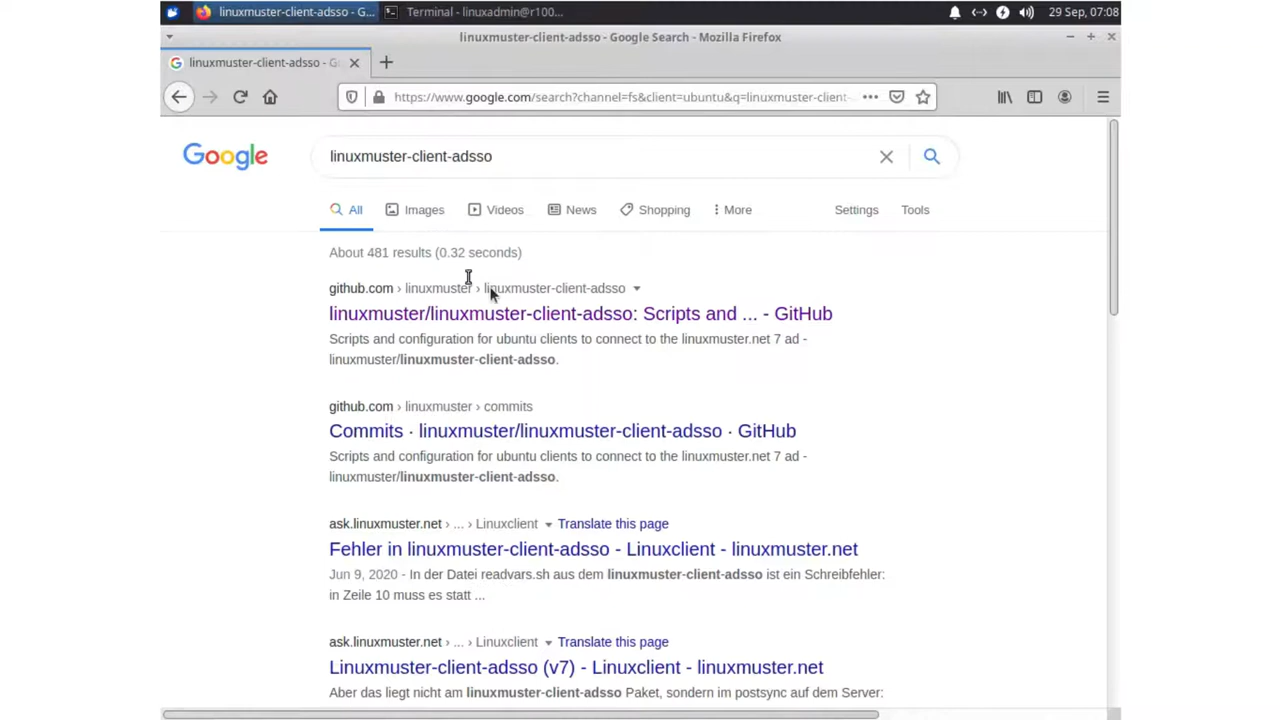 linuxmuster-client-adsso - G...
Terminal - linuxadmin@r100...
29 Sep, 07:08
linuxmuster-client-adsso - Google Search - Mozilla Firefox
linuxmuster-client-adsso - G
https://www.google.com/search?channel=fs&client=ubuntu&q=linuxmuster-client-
Google
linuxmuster-client-adsso
All Images Videos News Shopping More Settings Tools
About 481 results (0.32 seconds)
github.com › linuxmuster › linuxmuster-client-adsso
linuxmuster/linuxmuster-client-adsso: Scripts and ... - GitHub
Scripts and configuration for ubuntu clients to connect to the linuxmuster.net 7 ad -
linuxmuster/linuxmuster-client-adsso.
github.com › linuxmuster › commits
Commits · linuxmuster/linuxmuster-client-adsso · GitHub
Scripts and configuration for ubuntu clients to connect to the linuxmuster.net 7 ad -
linuxmuster/linuxmuster-client-adsso.
ask.linuxmuster.net › ... › Linuxclient Translate this page
Fehler in linuxmuster-client-adsso - Linuxclient - linuxmuster.net
Jun 9, 2020 - In der Datei readvars.sh aus dem linuxmuster-client-adsso ist ein Schreibfehler:
in Zeile 10 muss es statt ...
ask.linuxmuster.net › ... › Linuxclient Translate this page
Linuxmuster-client-adsso (v7) - Linuxclient - linuxmuster.net
Aber das liegt nicht am linuxmuster-client-adsso Paket, sondern im postsync auf dem Server: